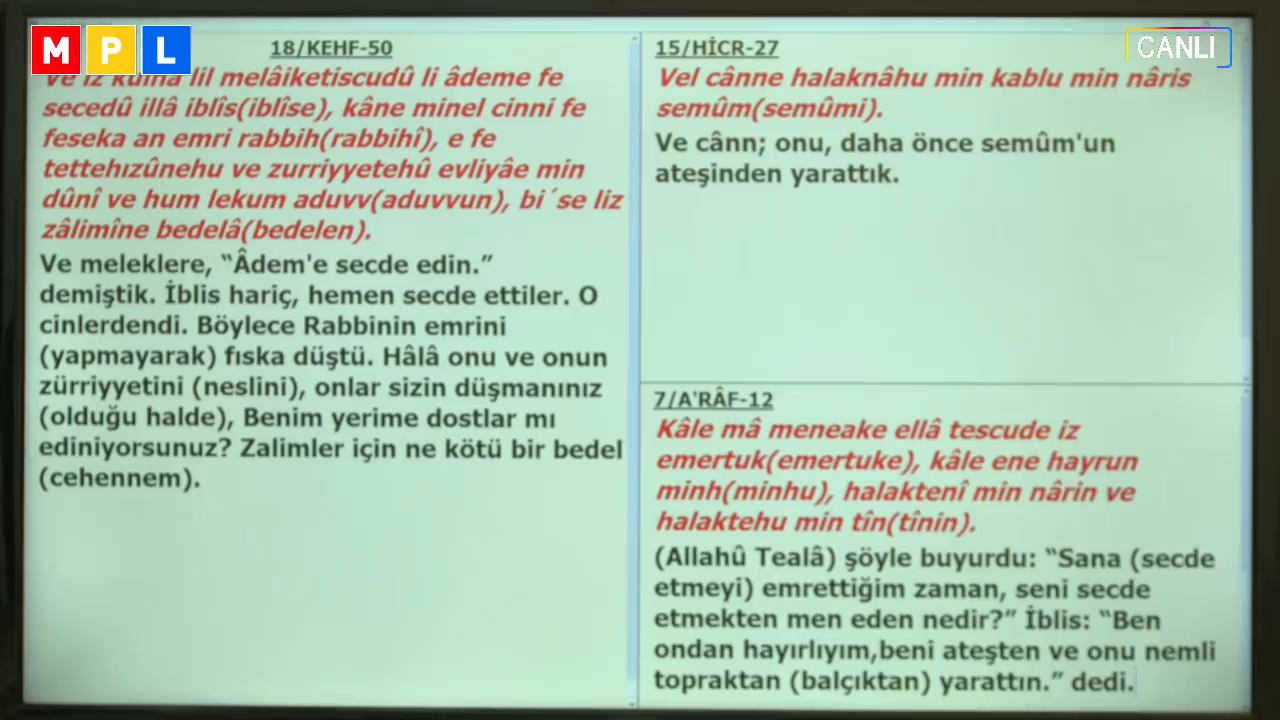 MPL
CANLI
18/KEHF-50
Ve iz kulnâ lil melâiketiscudû li âdeme fe
secedû illâ iblîs(iblîse), kâne minel cinni fe
feseka an emri rabbih(rabbihî), e fe
tettehızûnehu ve zurriyyetehû evliyâe min
dûnî ve hum lekum aduvv(aduvvun), bi´se liz
zâlimîne bedelâ(bedelen).
Ve meleklere, “Âdem'e secde edin.”
demiştik. İblis hariç, hemen secde ettiler. O
cinlerdendi. Böylece Rabbinin emrini
(yapmayarak) fıska düştü. Hâlâ onu ve onun
zürriyyetini (neslini), onlar sizin düşmanınız
(olduğu halde), Benim yerime dostlar mı
ediniyorsunuz? Zalimler için ne kötü bir bedel
(cehennem).
15/HİCR-27
Vel cânne halaknâhu min kablu min nâris
semûm(semûmi).
Ve cânn; onu, daha önce semûm'un
ateşinden yarattık.
7/A'RÂF-12
Kâle mâ meneake ellâ tescude iz
emertuk(emertuke), kâle ene hayrun
minh(minhu), halaktenî min nârin ve
halaktehu min tîn(tînin).
(Allahû Tealâ) şöyle buyurdu: “Sana (secde
etmeyi) emrettiğim zaman, seni secde
etmekten men eden nedir?” İblis: “Ben
ondan hayırlıyım,beni ateşten ve onu nemli
topraktan (balçıktan) yarattın.” dedi.